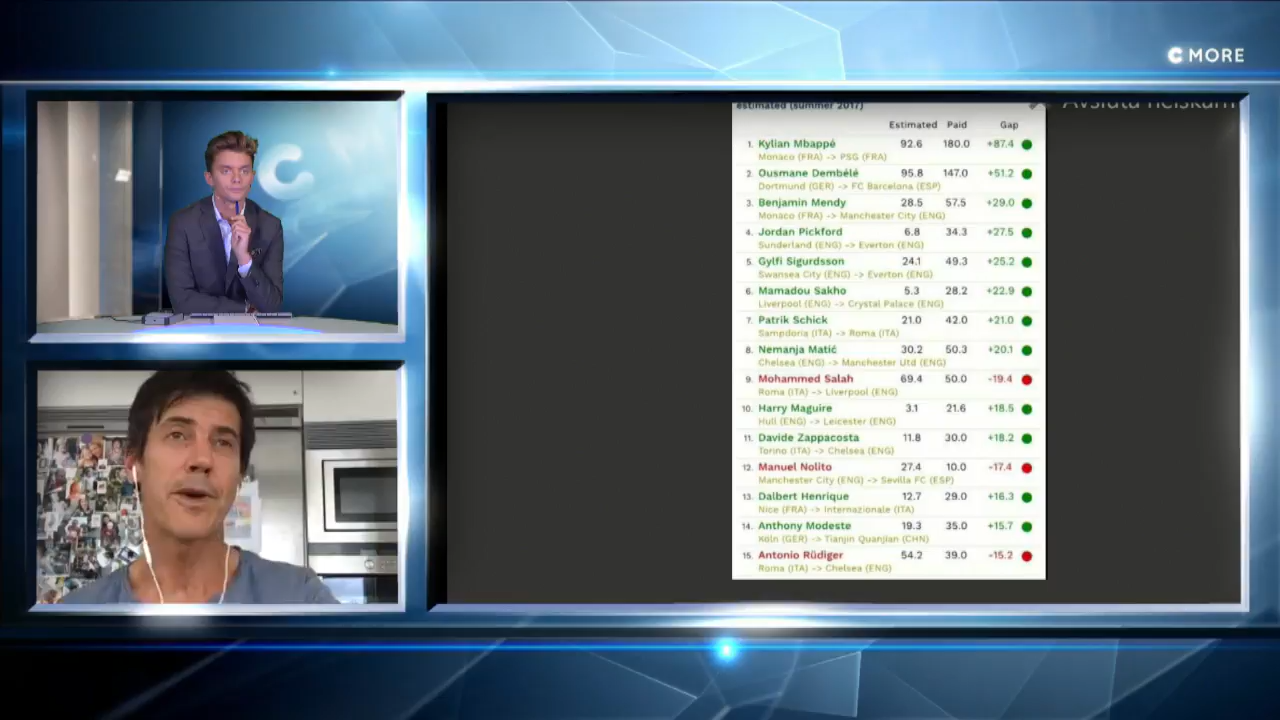 C MORE
estimated (summer 2017)
Avsluta helskärm
Estimated Paid Gap
1. Kylian Mbappé 92.6 180.0 +87.4
Monaco (FRA) -> PSG (FRA)
2. Ousmane Dembélé 95.8 147.0 +51.2
Dortmund (GER) -> FC Barcelona (ESP)
3. Benjamin Mendy 28.5 57.5 +29.0
Monaco (FRA) -> Manchester City (ENG)
4. Jordan Pickford 6.8 34.3 +27.5
Sunderland (ENG) -> Everton (ENG)
5. Gylfi Sigurdsson 24.1 49.3 +25.2
Swansea City (ENG) -> Everton (ENG)
6. Mamadou Sakho 5.3 28.2 +22.9
Liverpool (ENG) -> Crystal Palace (ENG)
7. Patrik Schick 21.0 42.0 +21.0
Sampdoria (ITA) -> Roma (ITA)
8. Nemanja Matić 30.2 50.3 +20.1
Chelsea (ENG) -> Manchester Utd (ENG)
9. Mohammed Salah 69.4 50.0 -19.4
Roma (ITA) -> Liverpool (ENG)
10. Harry Maguire 3.1 21.6 +18.5
Hull (ENG) -> Leicester (ENG)
11. Davide Zappacosta 11.8 30.0 +18.2
Torino (ITA) -> Chelsea (ENG)
12. Manuel Nolito 27.4 10.0 -17.4
Manchester City (ENG) -> Sevilla FC (ESP)
13. Dalbert Henrique 12.7 29.0 +16.3
Nice (FRA) -> Internazionale (ITA)
14. Anthony Modeste 19.3 35.0 +15.7
Köln (GER) -> Tianjin Quanjian (CHN)
15. Antonio Rüdiger 54.2 39.0 -15.2
Roma (ITA) -> Chelsea (ENG)